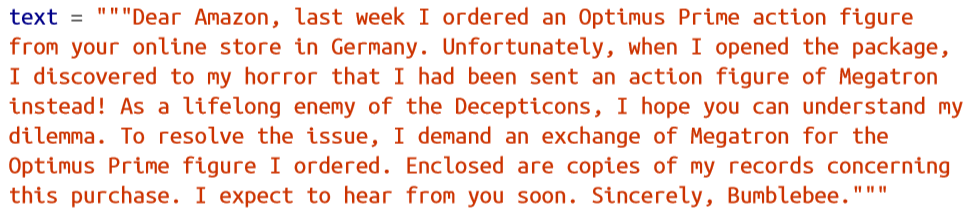 text = """Dear Amazon, last week I ordered an Optimus Prime action figure
from your online store in Germany. Unfortunately, when I opened the package,
I discovered to my horror that I had been sent an action figure of Megatron
instead! As a lifelong enemy of the Decepticons, I hope you can understand my
dilemma. To resolve the issue, I demand an exchange of Megatron for the
Optimus Prime figure I ordered. Enclosed are copies of my records concerning
this purchase. I expect to hear from you soon. Sincerely, Bumblebee."""